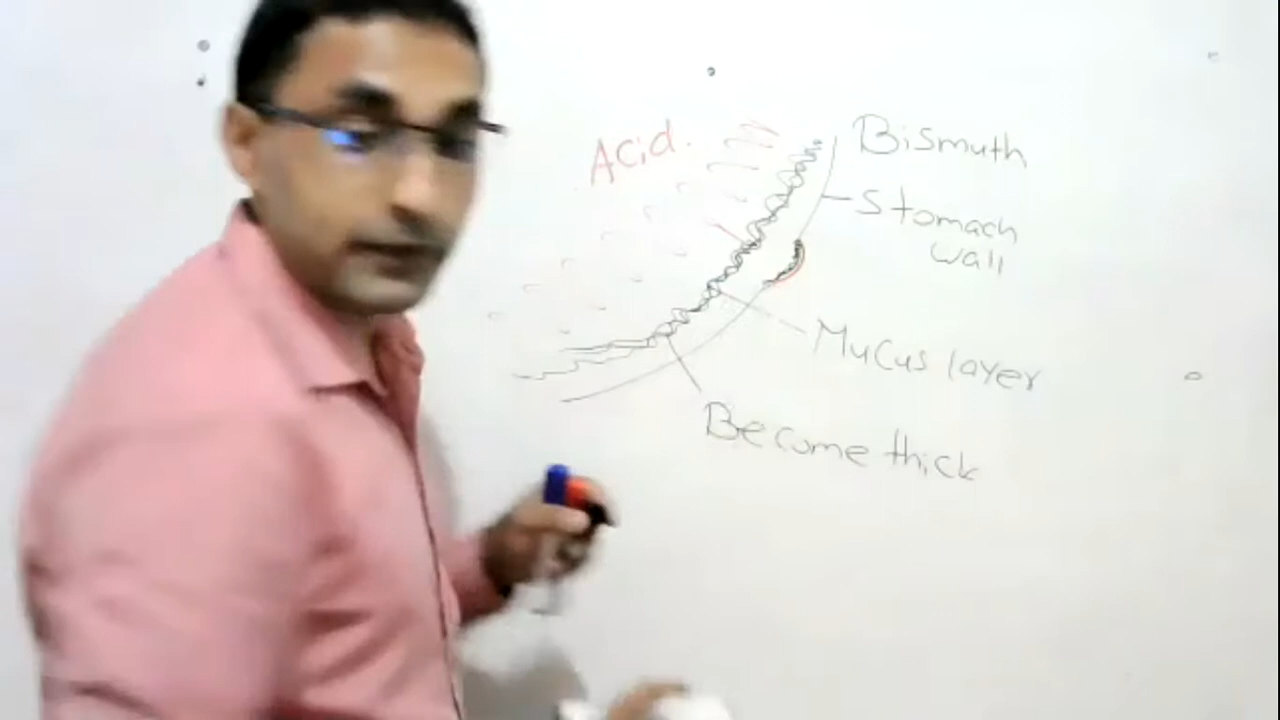 Acid.
Bismuth
Stomach
wall
Mucus layer
Become thick